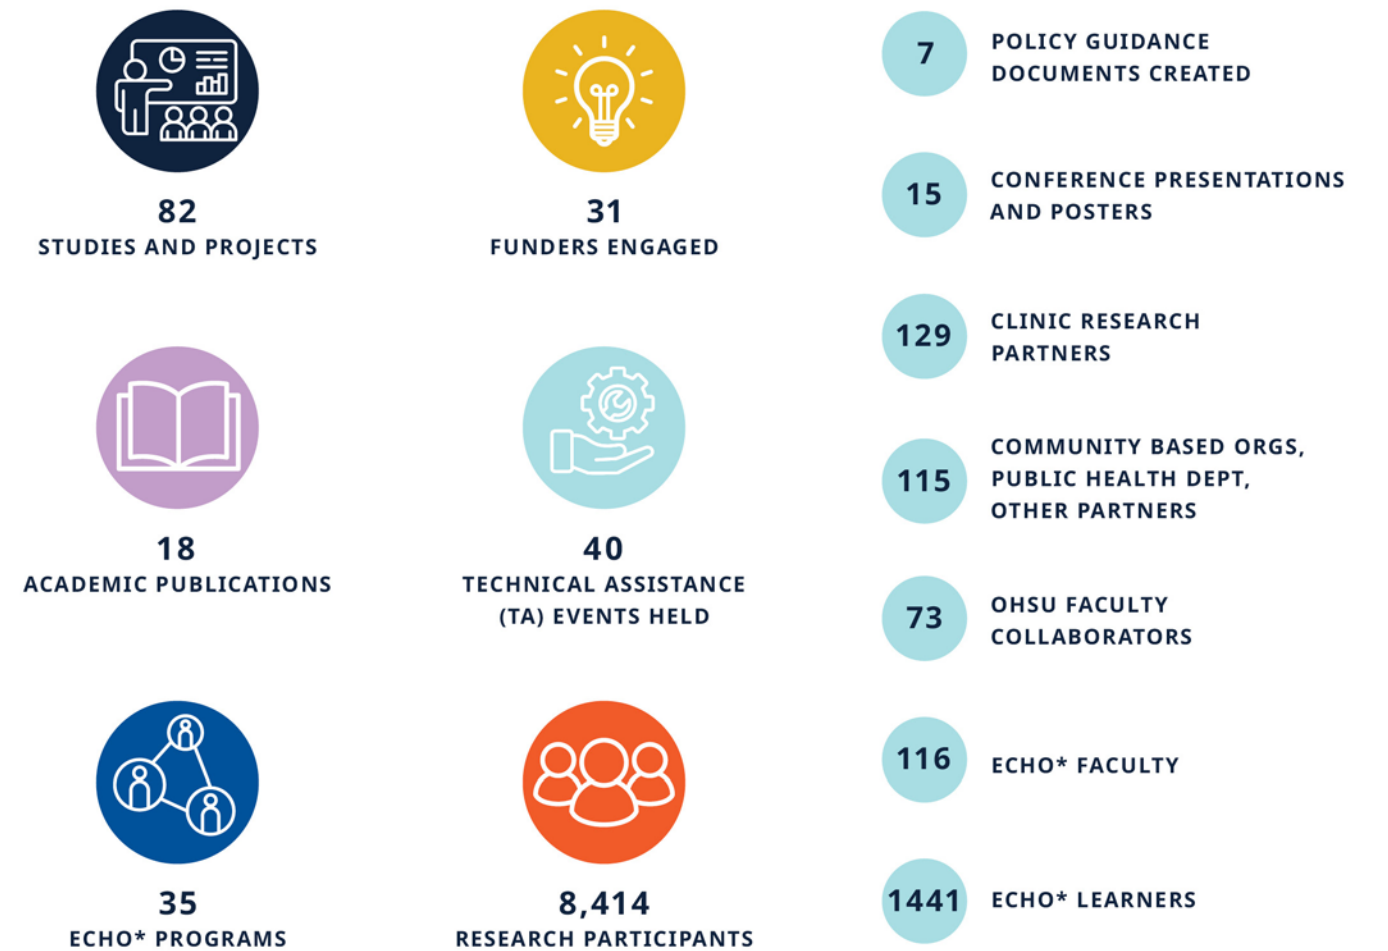 82
STUDIES AND PROJECTS
31
FUNDERS ENGAGED
18
ACADEMIC PUBLICATIONS
40
TECHNICAL ASSISTANCE
(TA) EVENTS HELD
35
ECHO* PROGRAMS
8,414
RESEARCH PARTICIPANTS
7
POLICY GUIDANCE
DOCUMENTS CREATED
15
CONFERENCE PRESENTATIONS
AND POSTERS
129
CLINIC RESEARCH
PARTNERS
115
COMMUNITY BASED ORGS,
PUBLIC HEALTH DEPT,
OTHER PARTNERS
73
OHSU FACULTY
COLLABORATORS
116
ECHO* FACULTY
1441
ECHO* LEARNERS